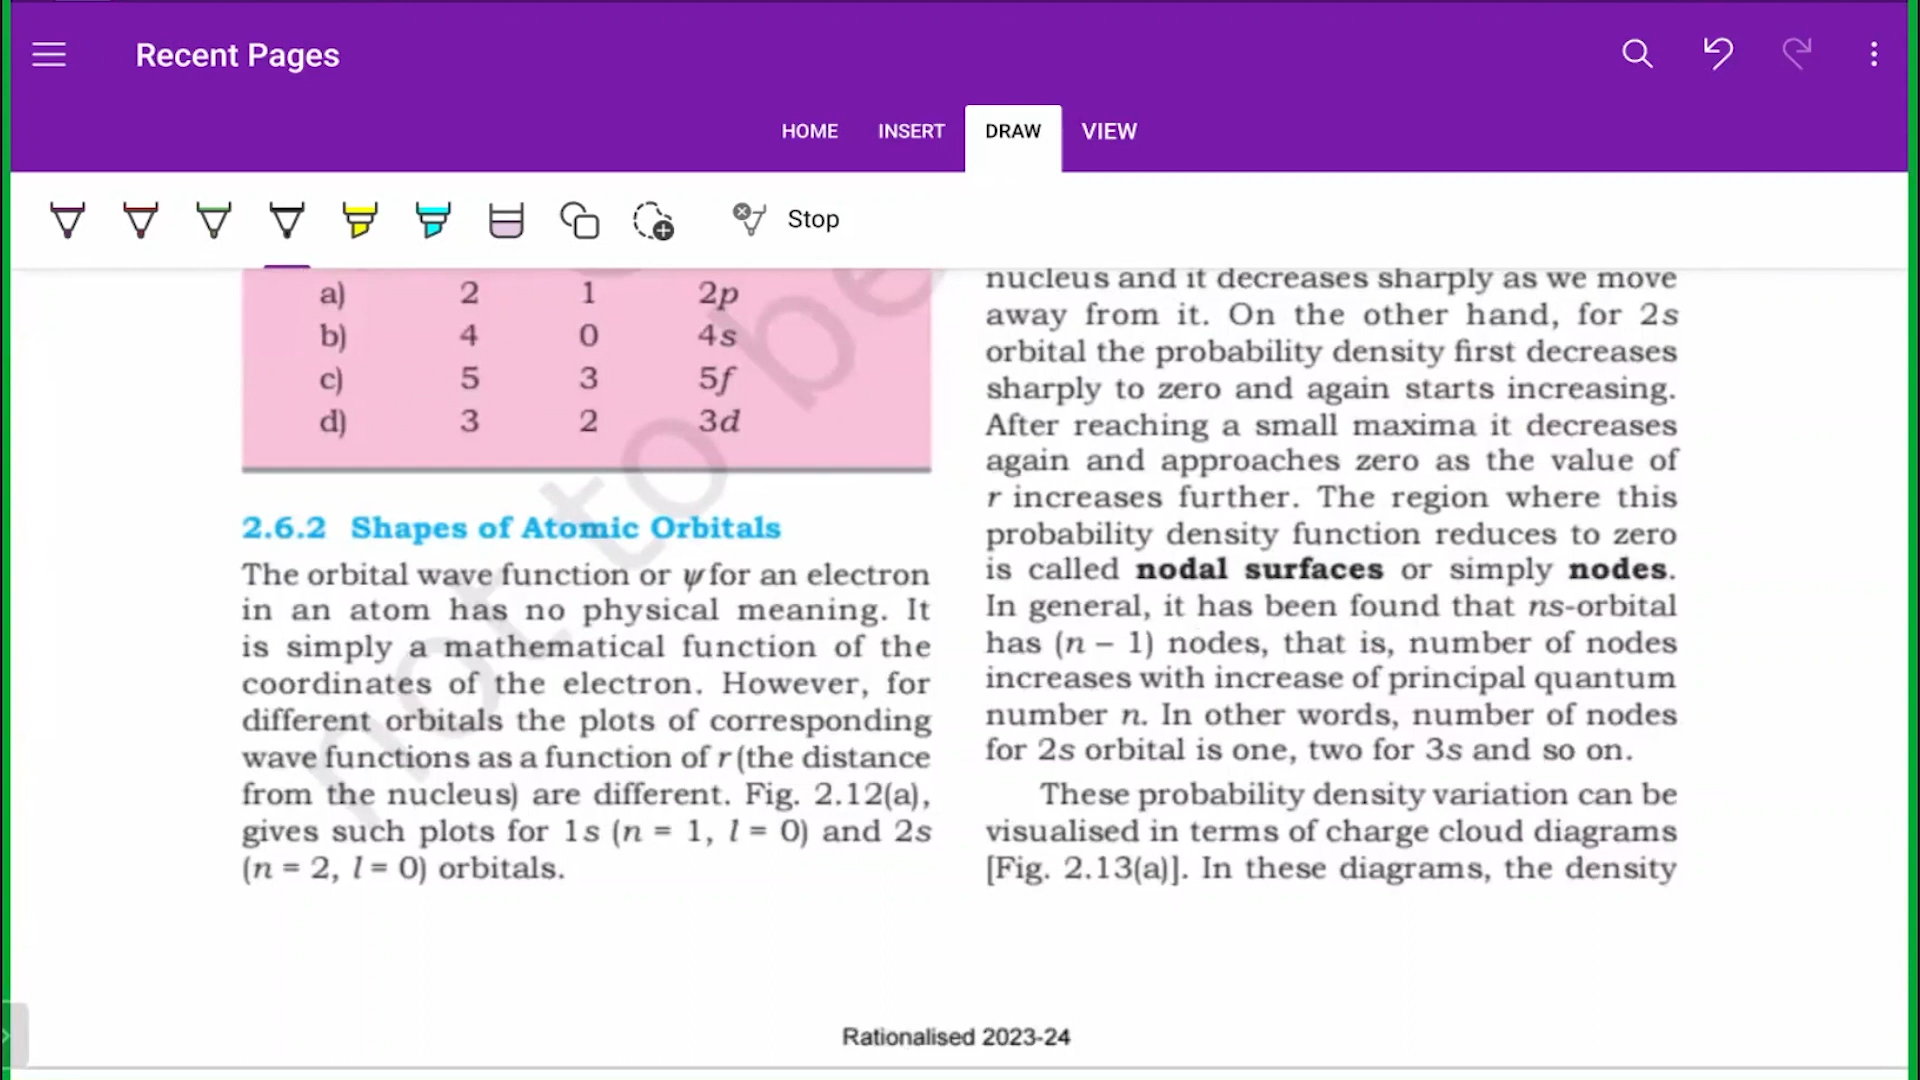 Recent Pages
HOME INSERT DRAW VIEW
Stop
a) 2 1 2p
b) 4 0 4s
c) 5 3 5f
d) 3 2 3d
2.6.2 Shapes of Atomic Orbitals
The orbital wave function or ψ for an electron
in an atom has no physical meaning. It
is simply a mathematical function of the
coordinates of the electron. However, for
different orbitals the plots of corresponding
wave functions as a function of r (the distance
from the nucleus) are different. Fig. 2.12(a),
gives such plots for 1s (n = 1, l = 0) and 2s
(n = 2, l = 0) orbitals.
nucleus and it decreases sharply as we move
away from it. On the other hand, for 2s
orbital the probability density first decreases
sharply to zero and again starts increasing.
After reaching a small maxima it decreases
again and approaches zero as the value of
r increases further. The region where this
probability density function reduces to zero
is called nodal surfaces or simply nodes.
In general, it has been found that ns-orbital
has (n – 1) nodes, that is, number of nodes
increases with increase of principal quantum
number n. In other words, number of nodes
for 2s orbital is one, two for 3s and so on.
These probability density variation can be
visualised in terms of charge cloud diagrams
[Fig. 2.13(a)]. In these diagrams, the density
not to be
Rationalised 2023-24